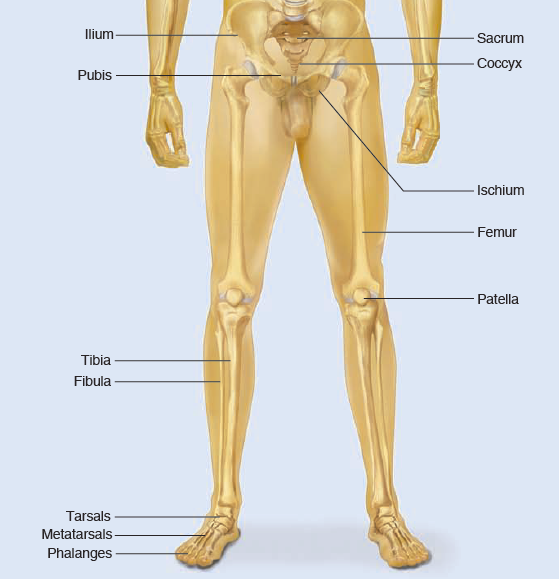 Ilium
Sacrum
Coccyx
Pubis
Ischium
Femur
Patella
Tibia
Fibula
Tarsals
Metatarsals
Phalanges